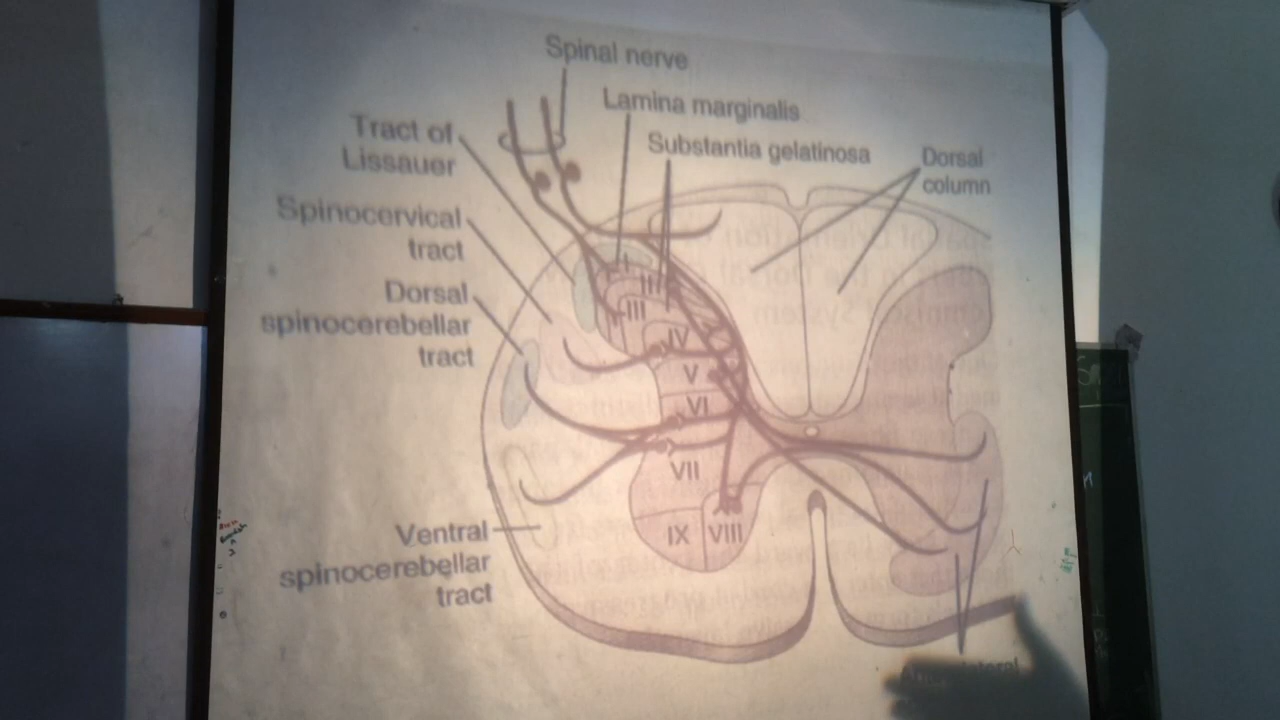 Spinal nerve
Lamina marginalis
Substantia gelatinosa
Dorsal
column
Tract of
Lissauer
Spinocervical
tract
Dorsal
spinocerebellar
tract
II
III
IV
V
VI
VII
IX
VIII
Ventral
spinocerebellar
tract